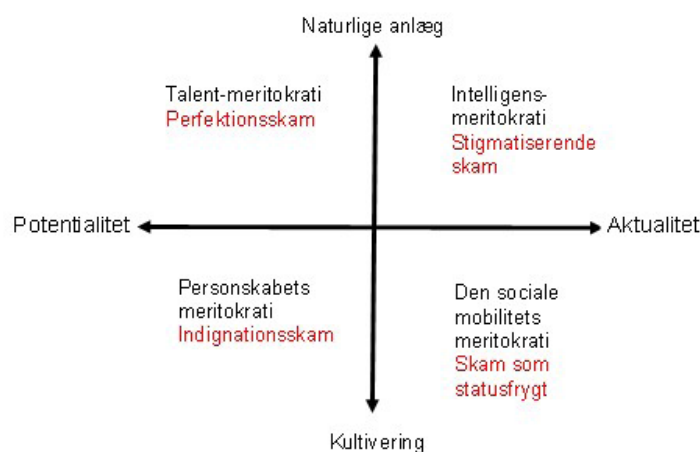 Naturlige anlæg
Talent-meritokrati
Perfektionsskam
Intelligens-
meritokrati
Stigmatiserende
skam
Potentialitet
Aktualitet
Personskabets
meritokrati
Indignationsskam
Den sociale
mobilitets
meritokrati
Skam som
statusfrygt
Kultivering